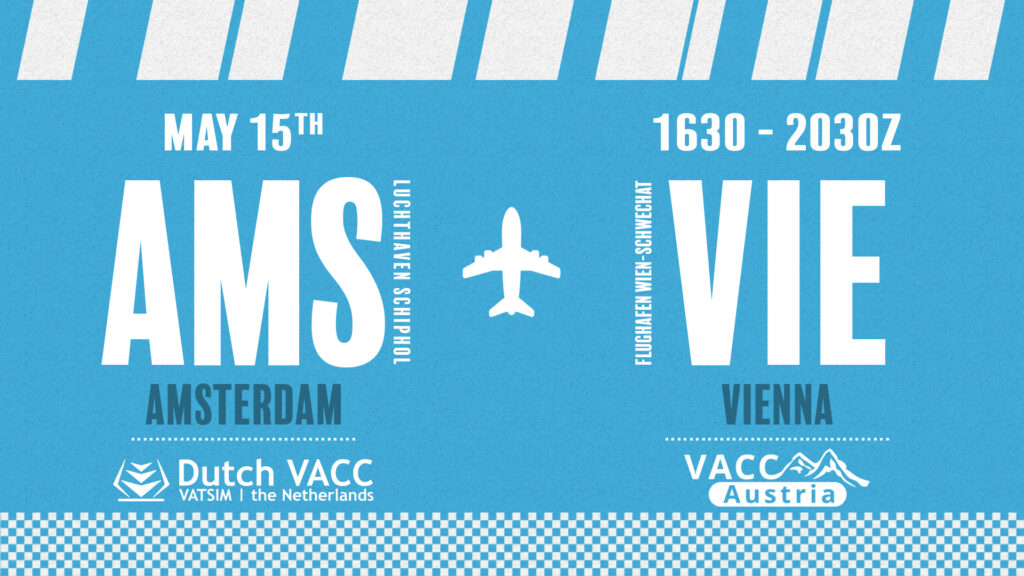 MAY 15TH
1630 - 2030Z
AMS
LUCHTHAVEN SCHIPHOL
FLUGHAFEN WIEN-SCHWECHAT
VIE
AMSTERDAM
VIENNA
Dutch VACC
VATSIM | the Netherlands
VACC
Austria